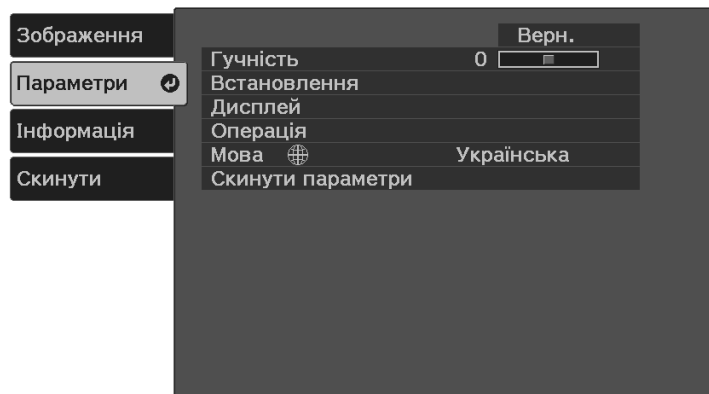 Зображення
Параметри
Інформація
Скинути
Верн.
Гучність 0
Встановлення
Дисплей
Операція
Мова Українська
Скинути параметри